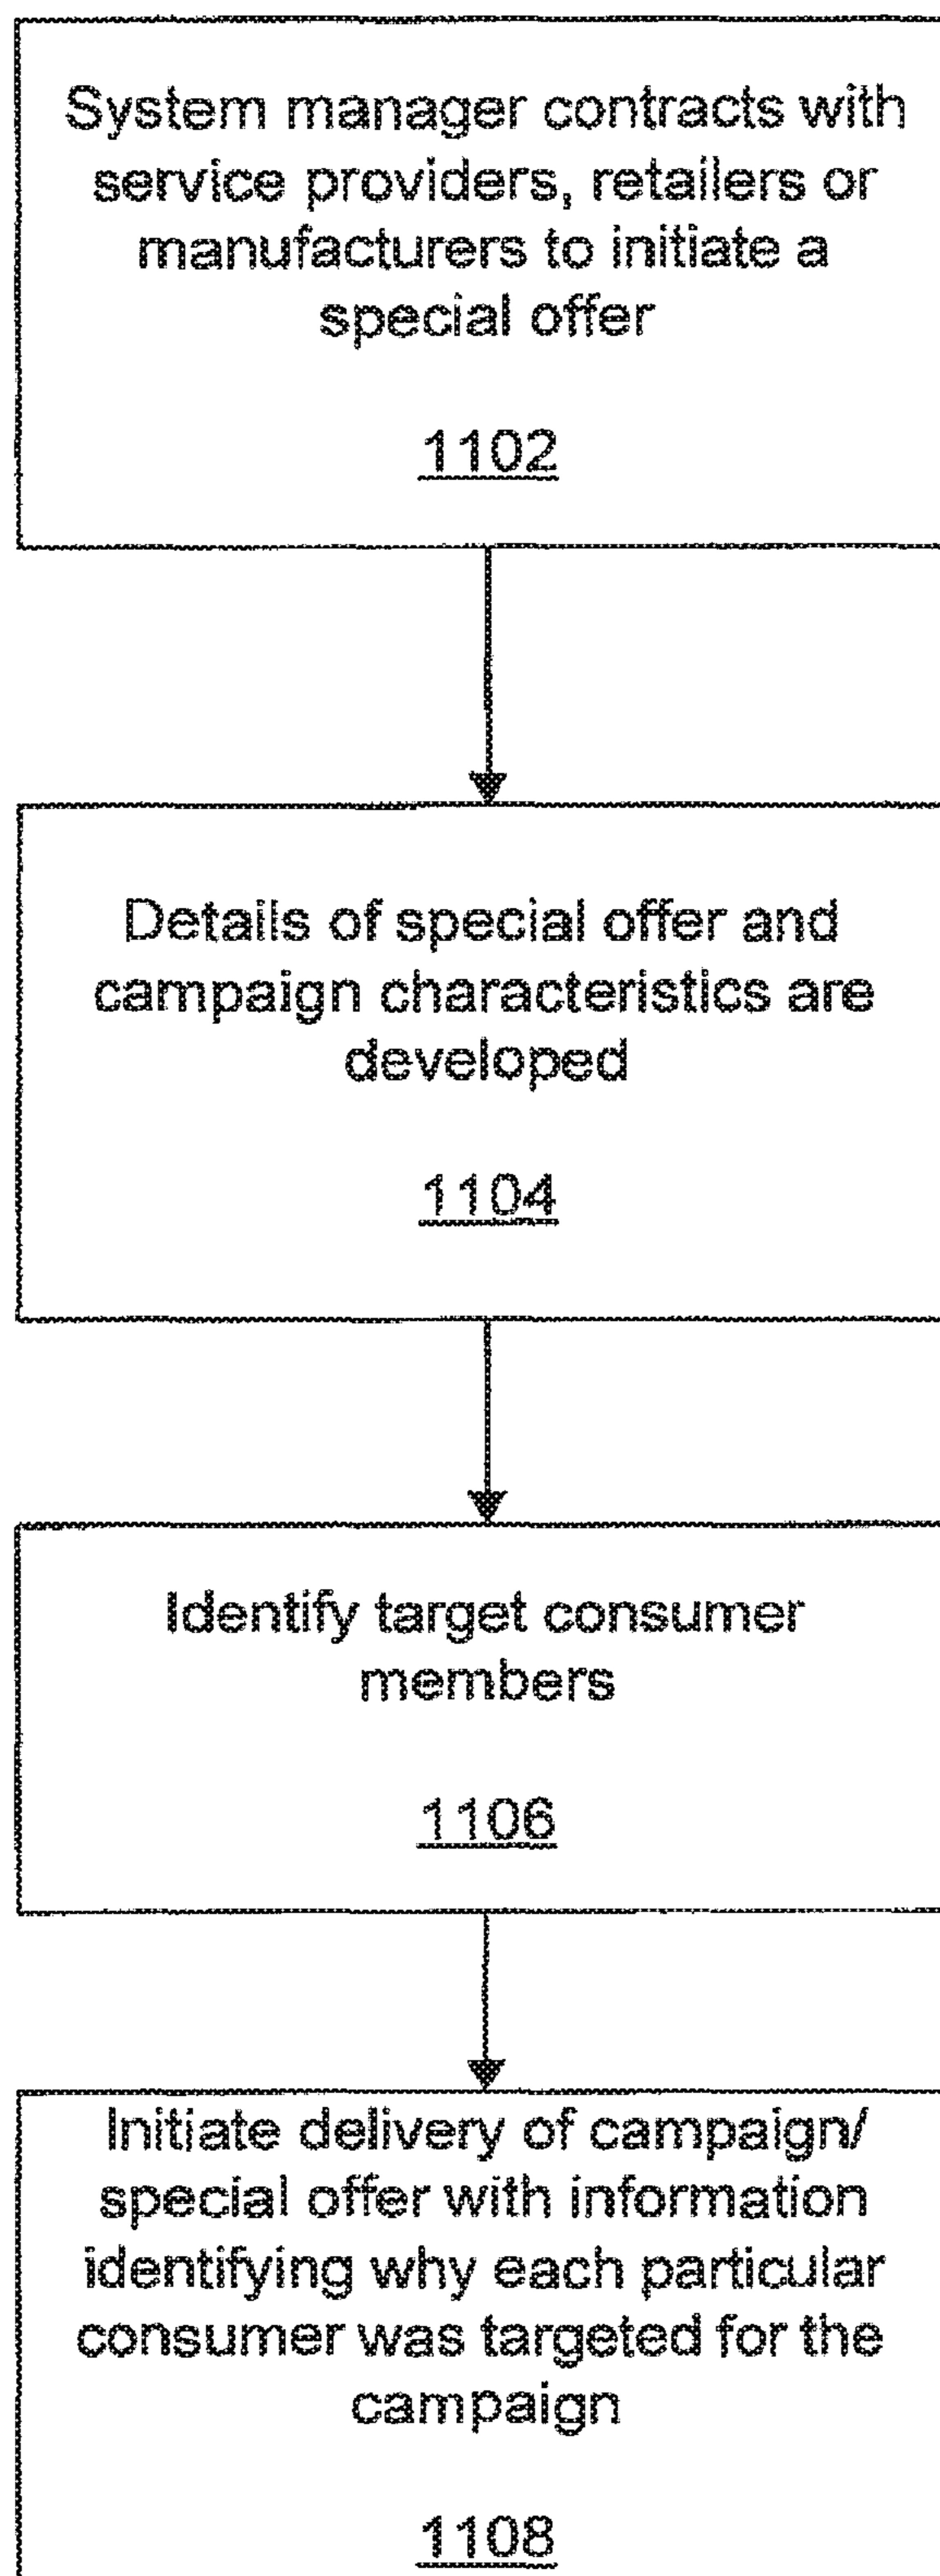 System manager contracts with
service providers, retailers or
manufacturers to initiate a
special offer
1102
Details of special offer and
campaign characteristics are
developed
1104
Identify target consumer
members
1106
Initiate delivery of campaign/
special offer with information
identifying why each particular
consumer was targeted for the
campaign
1108